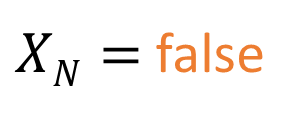 X_N = false